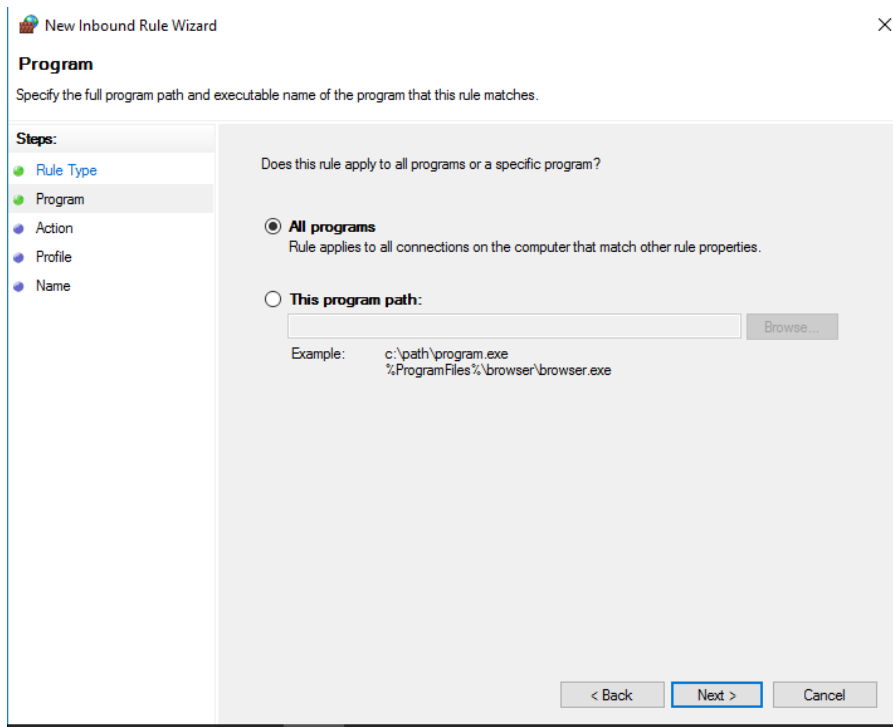 New Inbound Rule Wizard
Program
Specify the full program path and executable name of the program that this rule matches.
Steps:
Rule Type
Program
Action
Profile
Name
Does this rule apply to all programs or a specific program?
All programs
Rule applies to all connections on the computer that match other rule properties.
This program path:
Browse...
Example: c:\path\program.exe
%ProgramFiles%\browser\browser.exe
< Back Next > Cancel